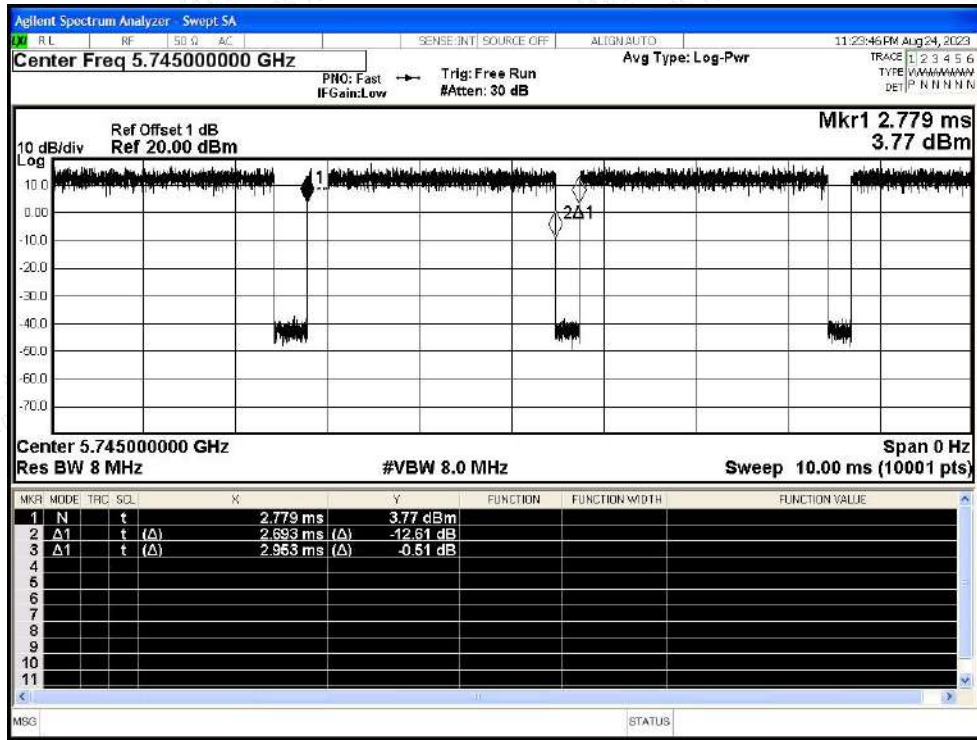 Agilent Spectrum Analyzer - Swept SA
LXI RL RF 50 Ω AC SENSE:INT SOURCE OFF ALIGN AUTO 11:23:46 PM Aug 24, 2023
Center Freq 5.745000000 GHz
PNO: Fast
IFGain:Low
Trig: Free Run
#Atten: 30 dB
Avg Type: Log-Pwr
TRACE 1 2 3 4 5 6
TYPE
DET P N N N N N
Mkr1 2.779 ms
3.77 dBm
Ref Offset 1 dB
10 dB/div Ref 20.00 dBm
Log
10.0
0.00
-10.0
-20.0
-30.0
-40.0
-50.0
-60.0
-70.0
1
2Δ1
Center 5.745000000 GHz Span 0 Hz
Res BW 8 MHz #VBW 8.0 MHz Sweep 10.00 ms (10001 pts)
MKR MODE TRC SCL X Y FUNCTION FUNCTION WIDTH FUNCTION VALUE
1 N t 2.779 ms 3.77 dBm
2 Δ1 t (Δ) 2.693 ms (Δ) -12.61 dB
3 Δ1 t (Δ) 2.953 ms (Δ) -0.51 dB
4
5
6
7
8
9
10
11
MSG STATUS